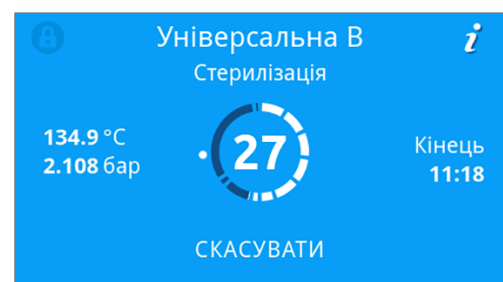 Універсальна B
i
Стерилізація
134.9 °C
2.108 бар
27
Кінець
11:18
СКАСУВАТИ